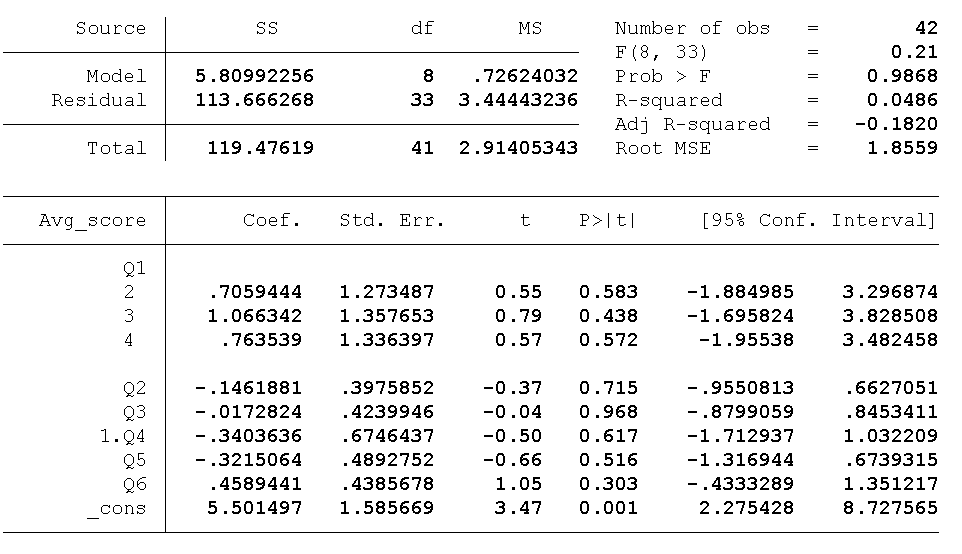 Source SS df MS Number of obs = 42
F(8, 33) = 0.21
Model 5.80992256 8 .72624032 Prob > F = 0.9868
Residual 113.666268 33 3.44443236 R-squared = 0.0486
Adj R-squared = -0.1820
Total 119.47619 41 2.91405343 Root MSE = 1.8559
Avg_score Coef. Std. Err. t P>|t| [95% Conf. Interval]
Q1
2 .7059444 1.273487 0.55 0.583 -1.884985 3.296874
3 1.066342 1.357653 0.79 0.438 -1.695824 3.828508
4 .763539 1.336397 0.57 0.572 -1.95538 3.482458
Q2 -.1461881 .3975852 -0.37 0.715 -.9550813 .6627051
Q3 -.0172824 .4239946 -0.04 0.968 -.8799059 .8453411
1.Q4 -.3403636 .6746437 -0.50 0.617 -1.712937 1.032209
Q5 -.3215064 .4892752 -0.66 0.516 -1.316944 .6739315
Q6 .4589441 .4385678 1.05 0.303 -.4333289 1.351217
_cons 5.501497 1.585669 3.47 0.001 2.275428 8.727565